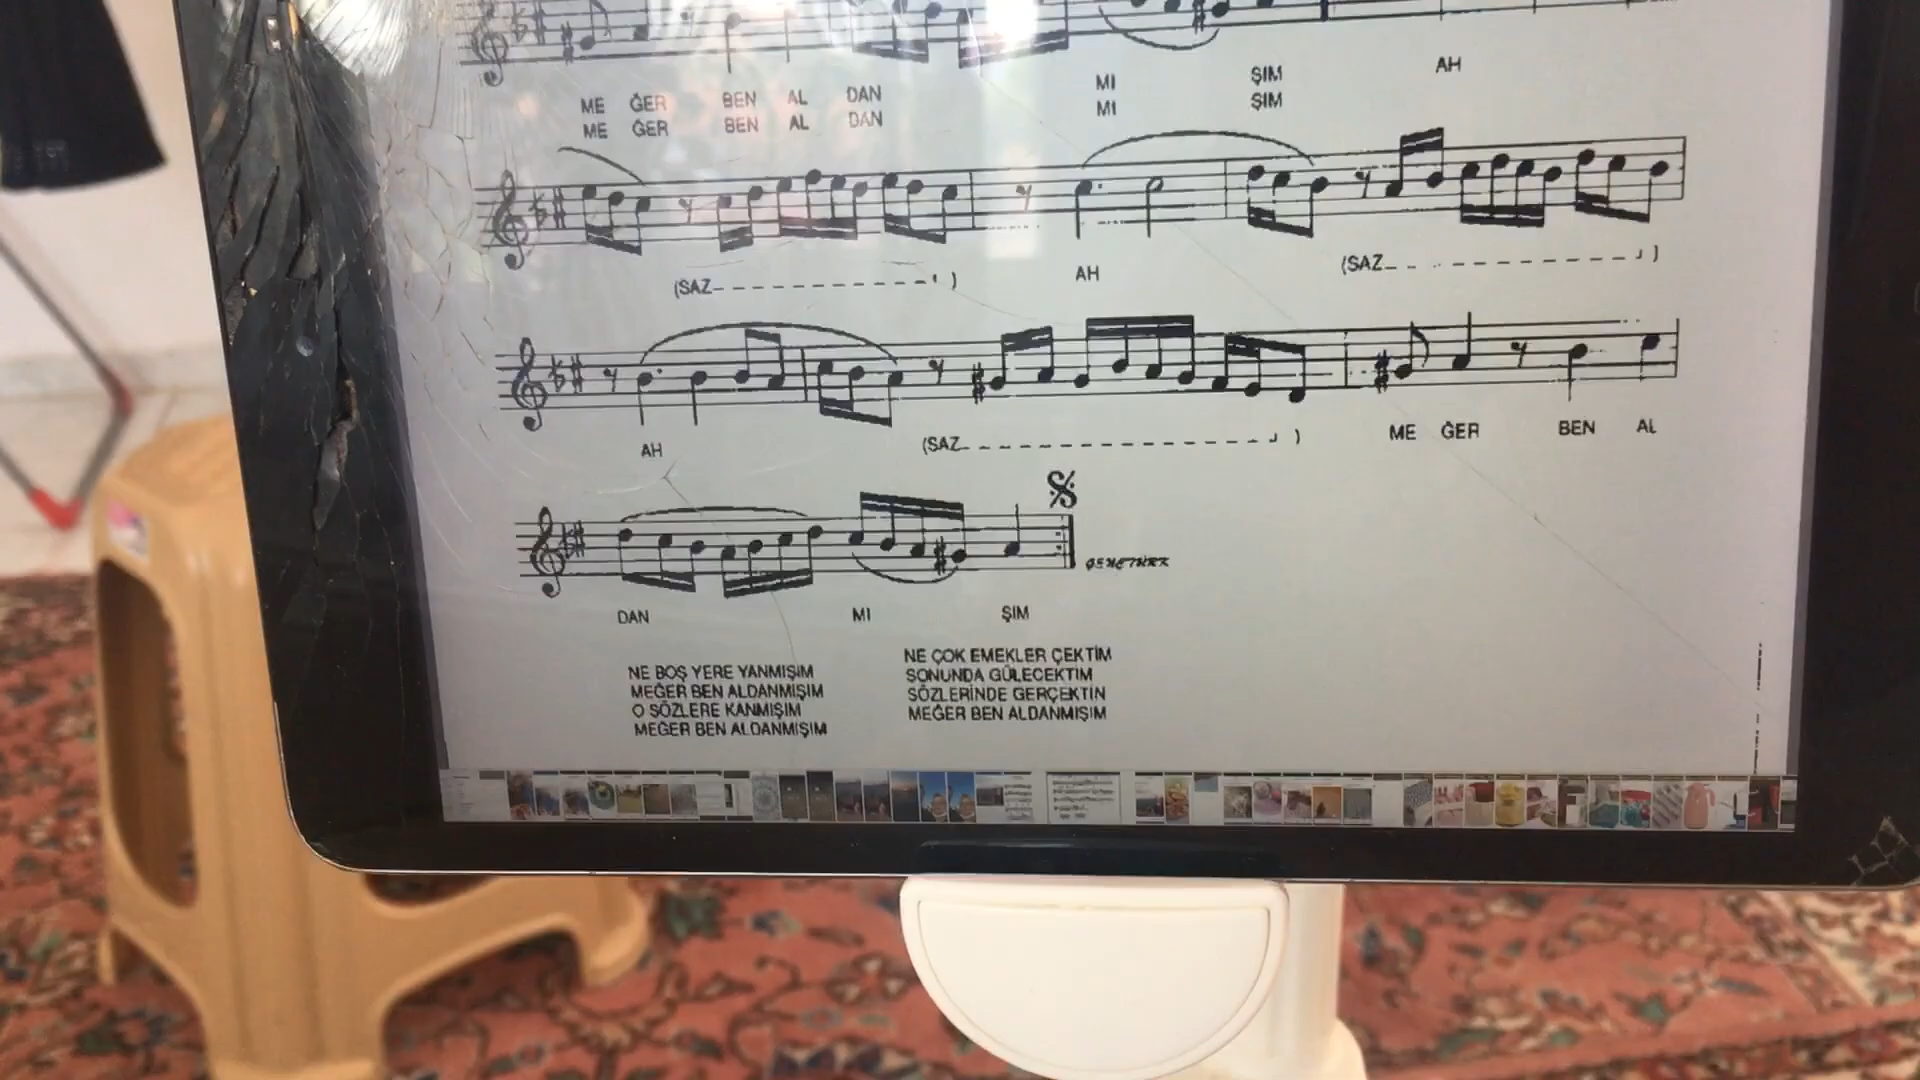 ME ĞER BEN AL DAN MI ŞIM AH
ME ĞER BEN AL DAN MI ŞIM
(SAZ - - - - - - - - - - - ) AH (SAZ - - - - - - - - - - - )
AH (SAZ - - - - - - - - - - - - - ) ME ĞER BEN AL
DAN MI ŞIM
NE BOŞ YERE YANMIŞIM
MEĞER BEN ALDANMIŞIM
O SÖZLERE KANMIŞIM
MEĞER BEN ALDANMIŞIM
NE ÇOK EMEKLER ÇEKTİM
SONUNDA GÜLECEKTIM
SÖZLERİNDE GERÇEKTİN
MEĞER BEN ALDANMIŞIM